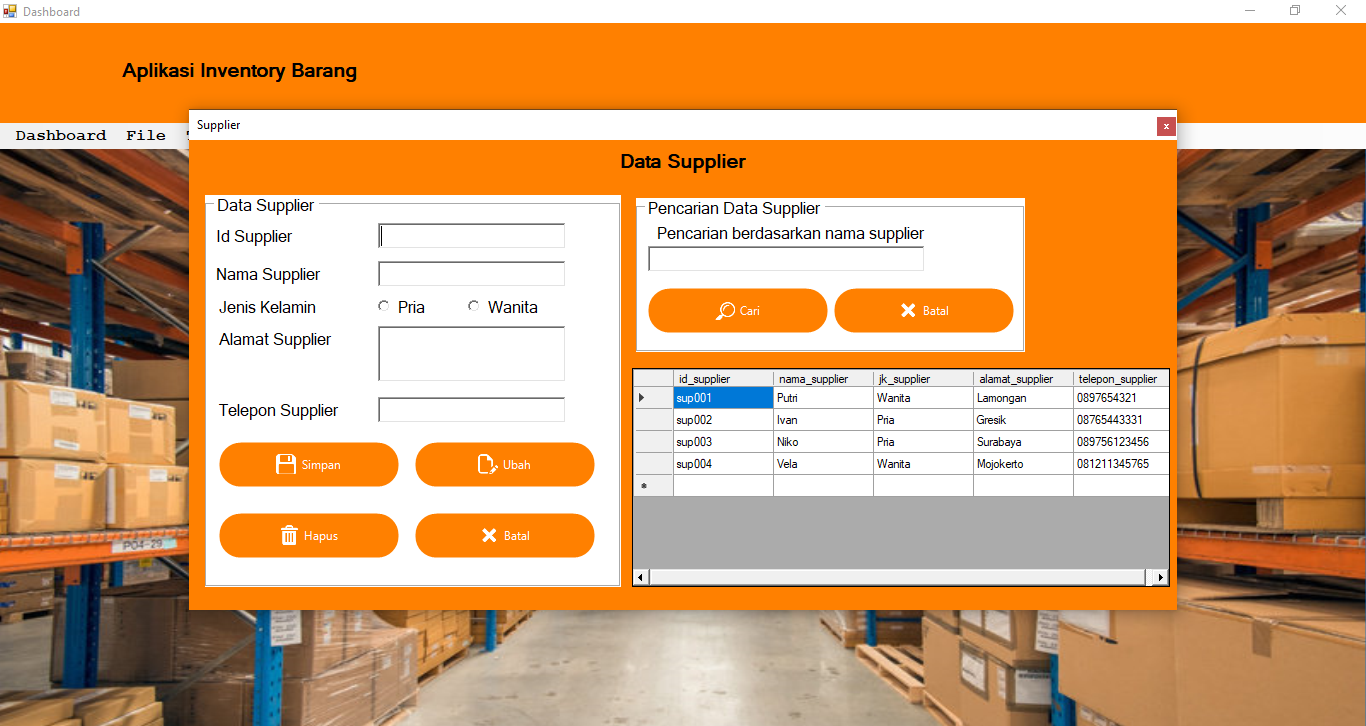 Dashboard
Aplikasi Inventory Barang
Dashboard File
Supplier
x
Data Supplier
Data Supplier
Id Supplier
Nama Supplier
Jenis Kelamin Pria Wanita
Alamat Supplier
Telepon Supplier
Simpan Ubah
Hapus Batal
Pencarian Data Supplier
Pencarian berdasarkan nama supplier
Cari Batal
id_supplier nama_supplier jk_supplier alamat_supplier telepon_supplier
sup001 Putri Wanita Lamongan 0897654321
sup002 Ivan Pria Gresik 08765443331
sup003 Niko Pria Surabaya 089756123456
sup004 Vela Wanita Mojokerto 081211345765
PO4-29